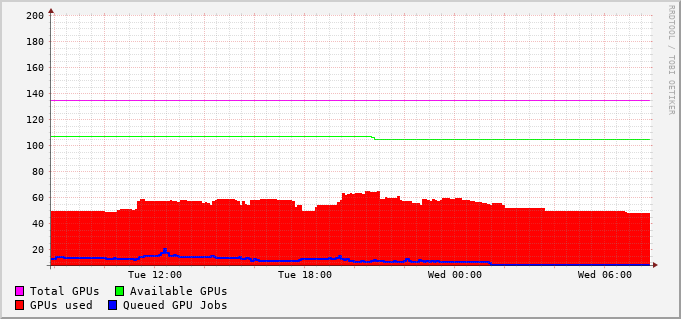 200
180
160
140
120
100
80
60
40
20
Tue 12:00 Tue 18:00 Wed 00:00 Wed 06:00
Total GPUs Available GPUs
GPUs used Queued GPU Jobs
RRDTOOL / TOBI OETIKER